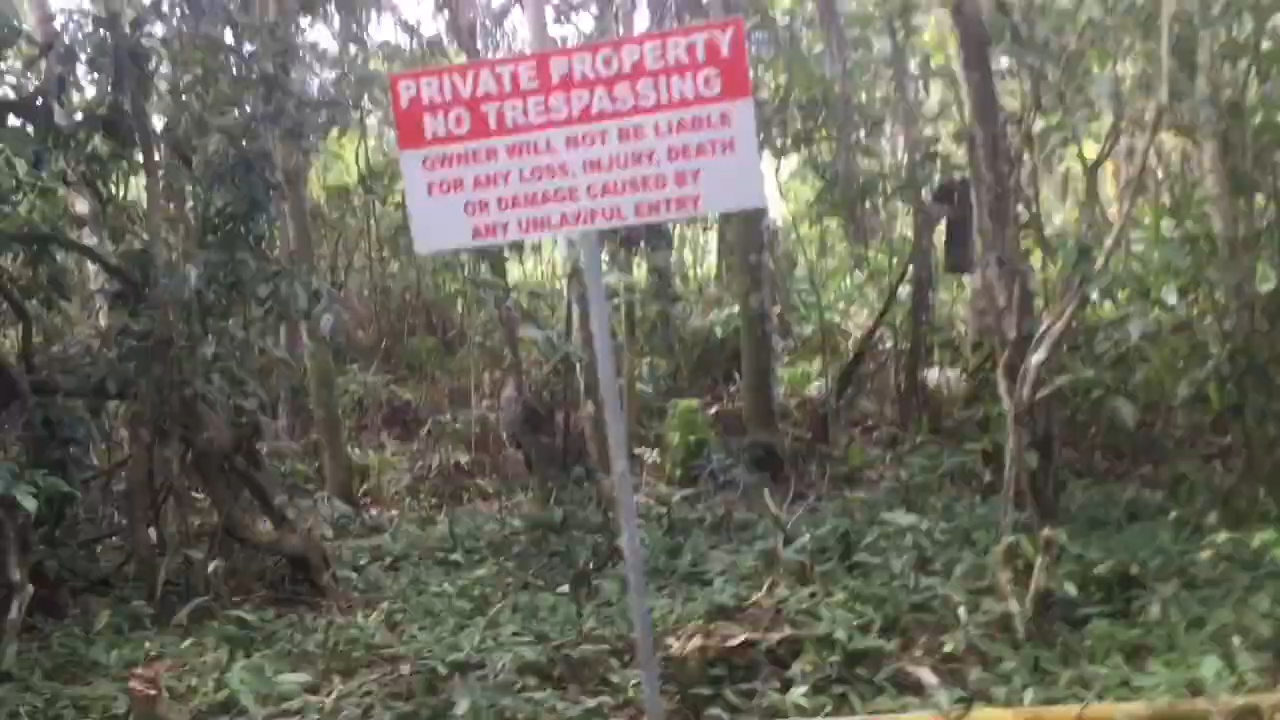 PRIVATE PROPERTY
NO TRESPASSING
OWNER WILL NOT BE LIABLE
FOR ANY LOSS, INJURY, DEATH
OR DAMAGE CAUSED BY
ANY UNLAWFUL ENTRY